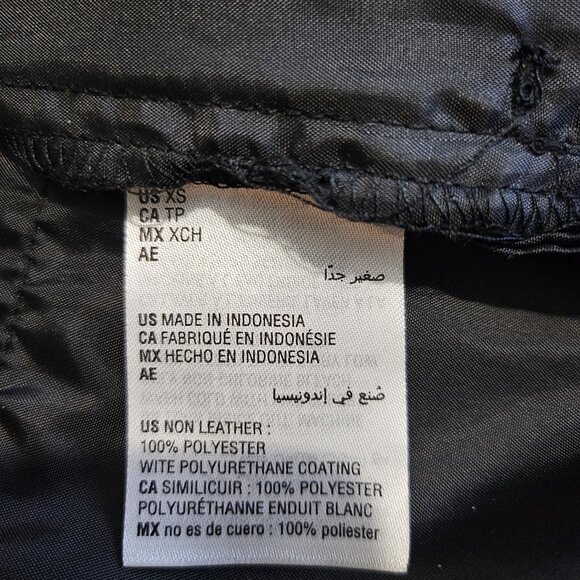 US XS
CA TP
MX XCH
AE
صغير جدًا
US MADE IN INDONESIA
CA FABRIQUÉ EN INDONÉSIE
MX HECHO EN INDONESIA
AE
صُنع في إندونيسيا
US NON LEATHER :
100% POLYESTER
WITE POLYURETHANE COATING
CA SIMILICUIR : 100% POLYESTER
POLYURÉTHANNE ENDUIT BLANC
MX no es de cuero : 100% poliester